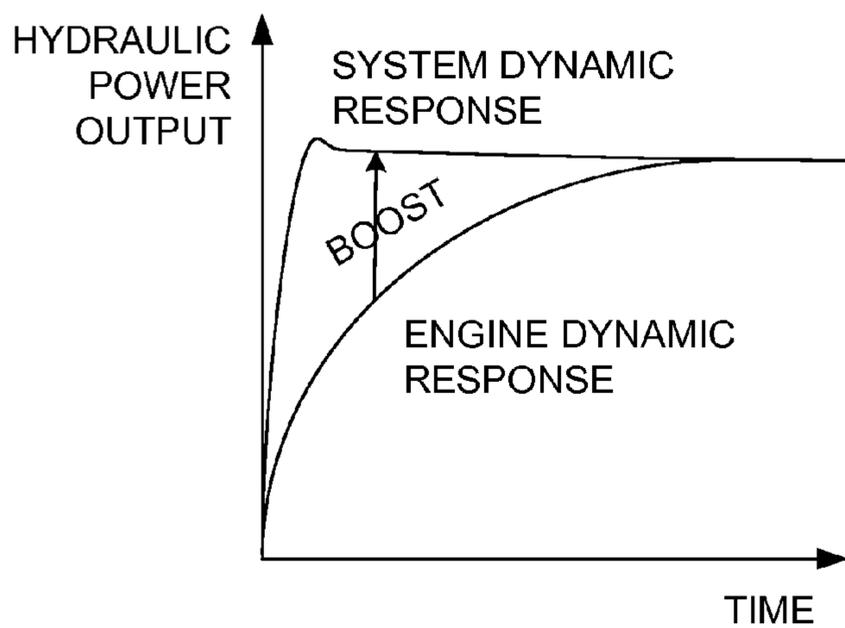 HYDRAULIC
POWER
OUTPUT
SYSTEM DYNAMIC
RESPONSE
BOOST
ENGINE DYNAMIC
RESPONSE
TIME